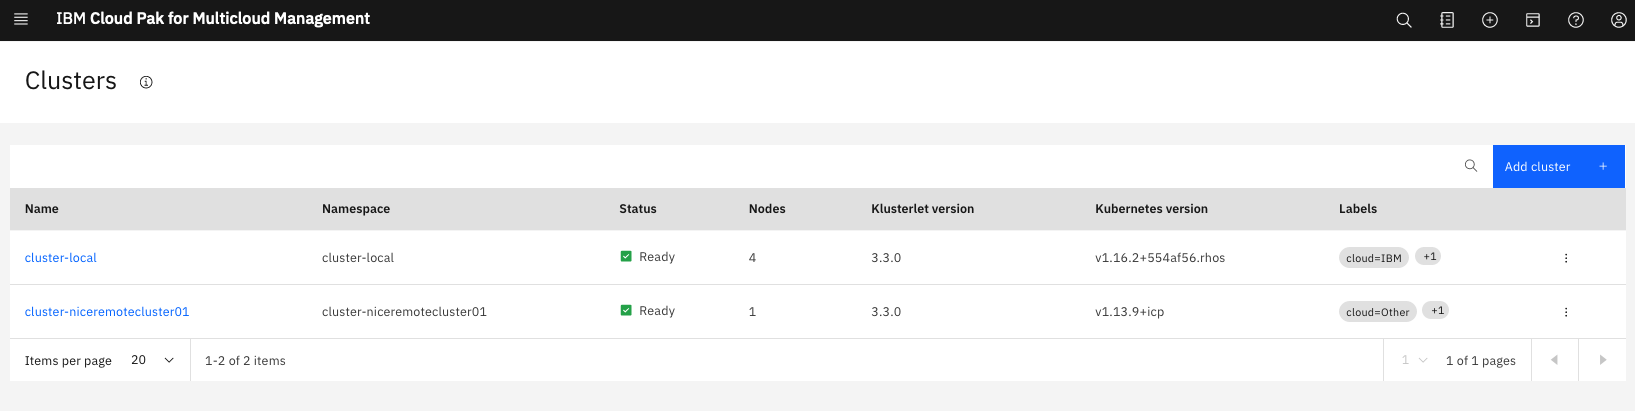 IBM Cloud Pak for Multicloud Management
Clusters
Add cluster +
Name Namespace Status Nodes Klusterlet version Kubernetes version Labels
cluster-local cluster-local Ready 4 3.3.0 v1.16.2+554af56.rhos cloud=IBM +1
cluster-niceremotecluster01 cluster-niceremotecluster01 Ready 1 3.3.0 v1.13.9+icp cloud=Other +1
Items per page 20 1-2 of 2 items 1 1 of 1 pages